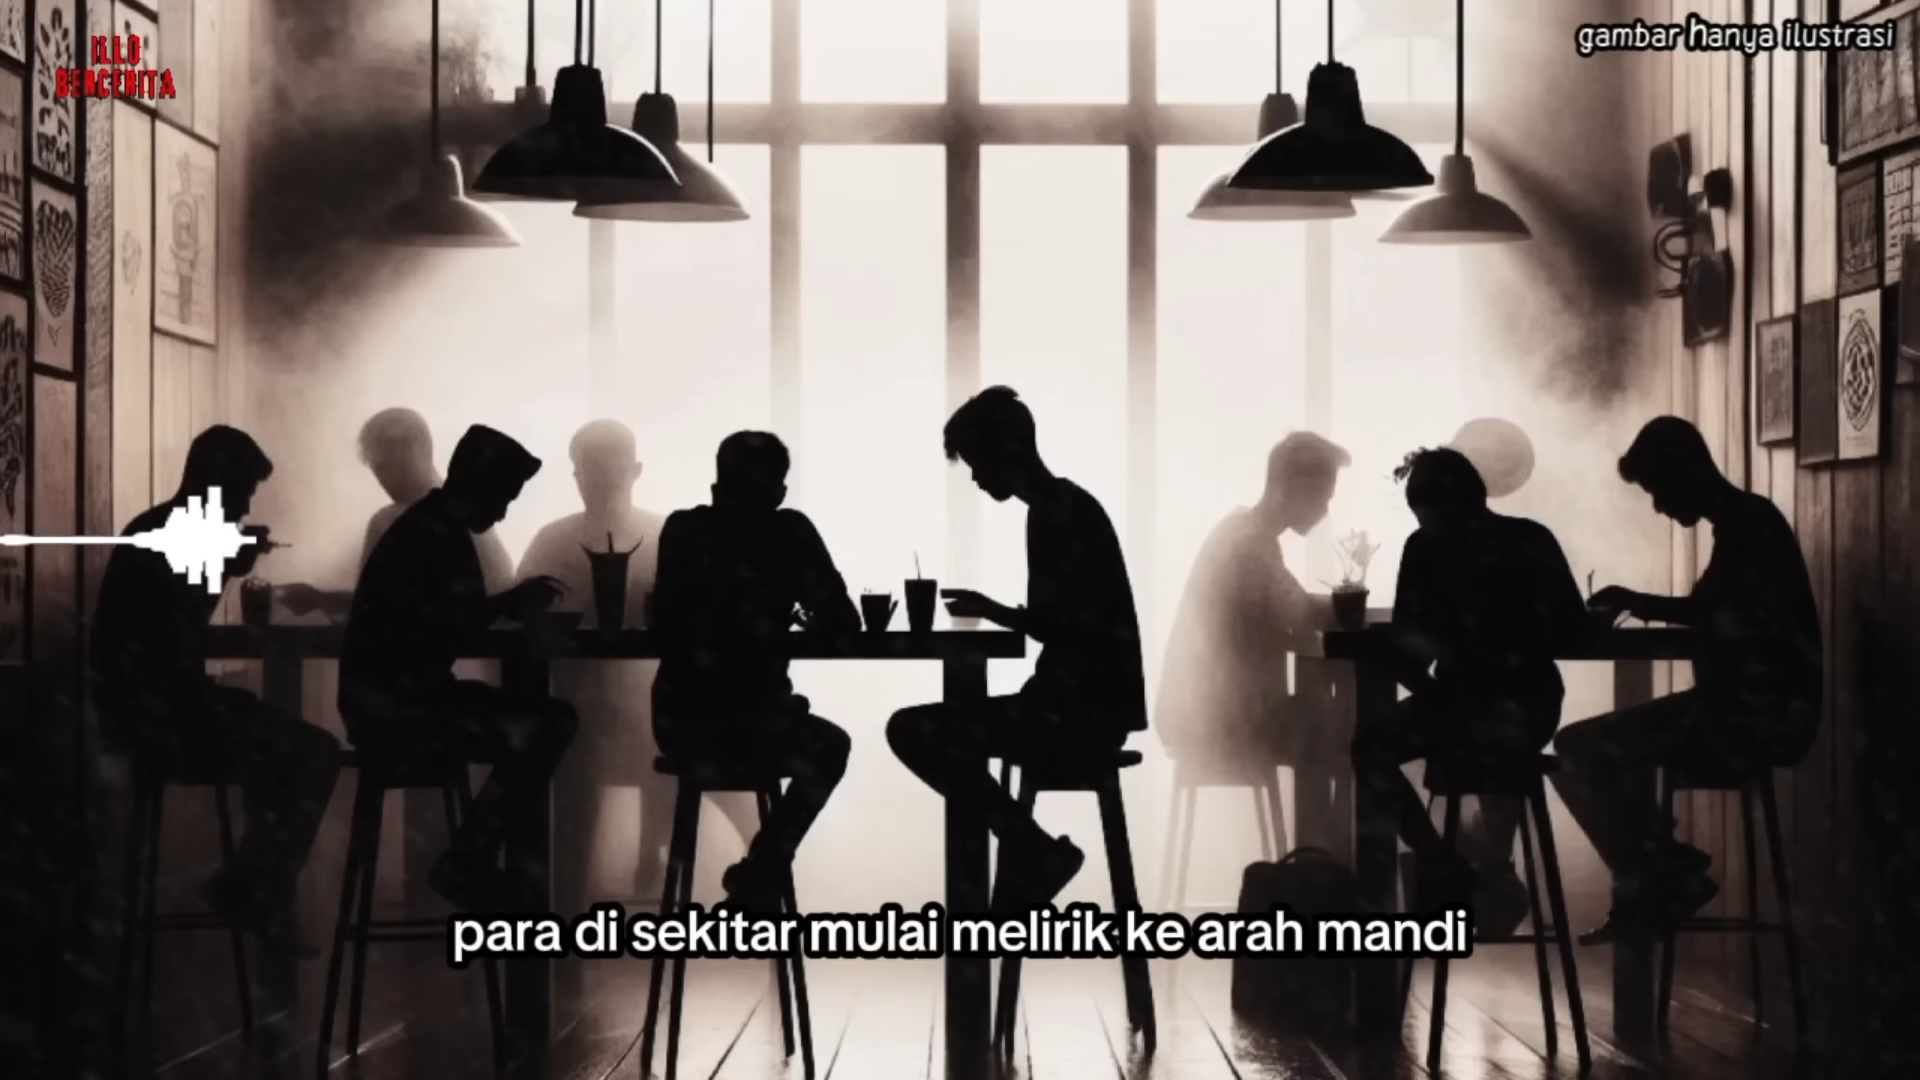 ILLO
BERCERITA
gambar hanya ilustrasi
para di sekitar mulai melirik ke arah mandi